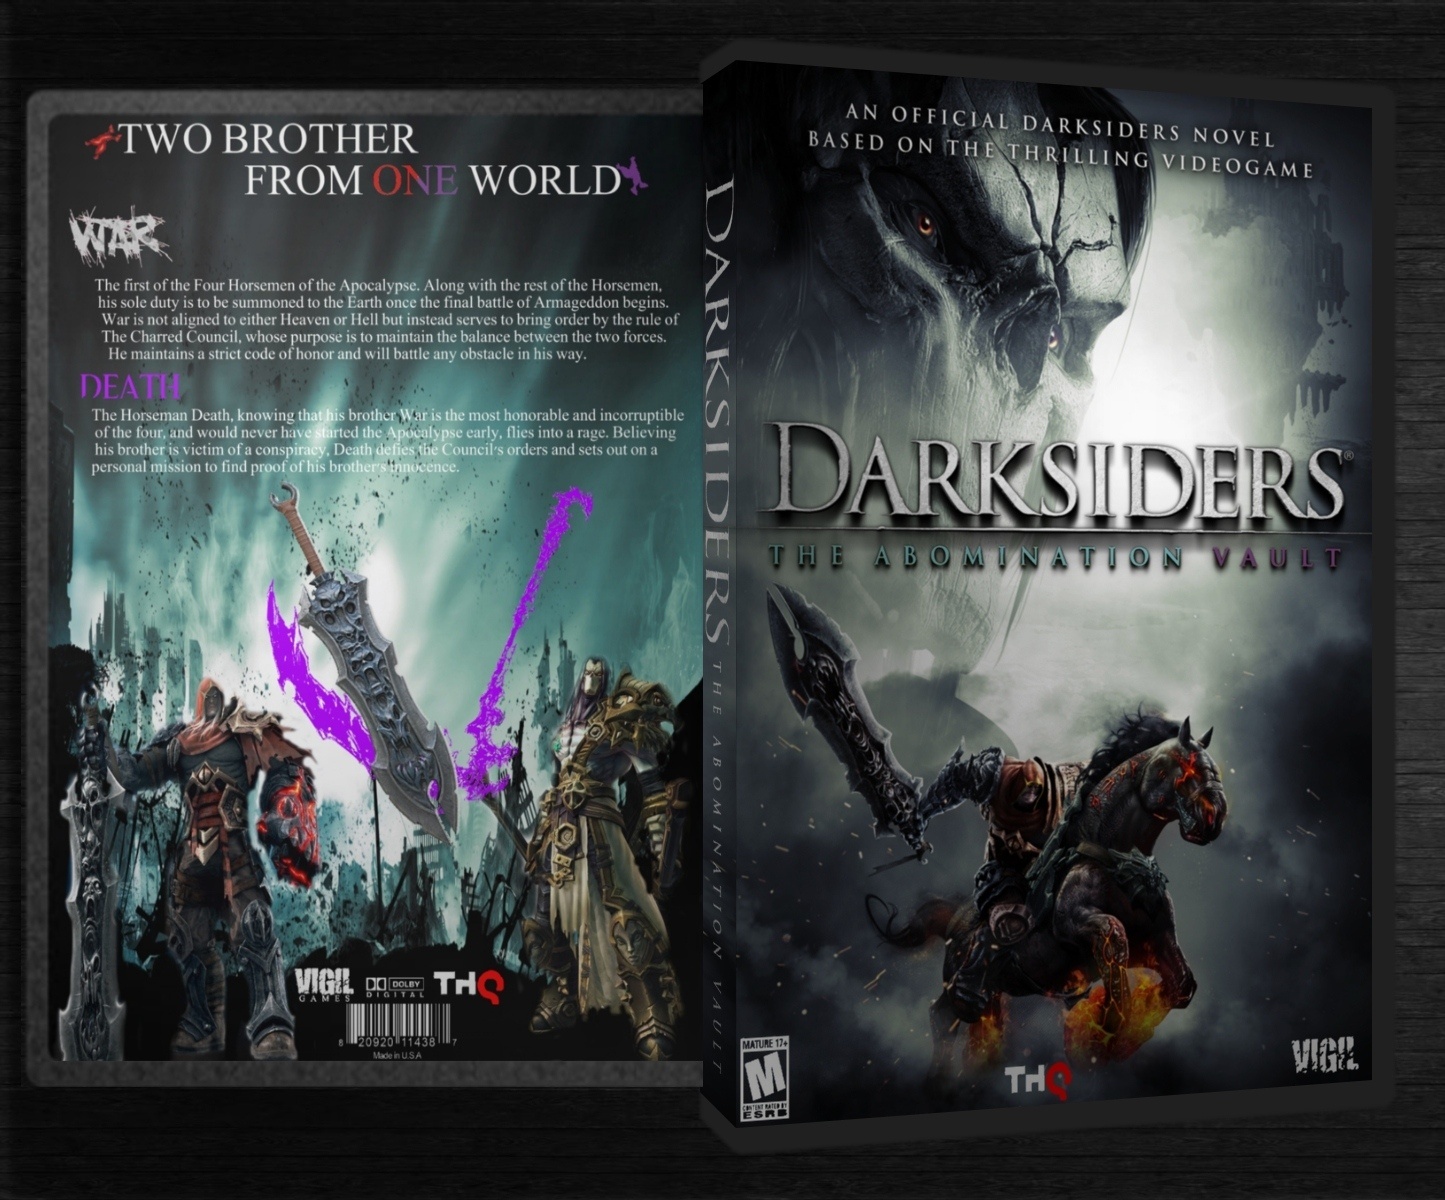 TWO BROTHER
FROM ONE WORLD
WAR
The first of the Four Horsemen of the Apocalypse. Along with the rest of the Horsemen,
his sole duty is to be summoned to the Earth once the final battle of Armageddon begins.
War is not aligned to either Heaven or Hell but instead serves to bring order by the rule of
The Charred Council, whose purpose is to maintain the balance between the two forces.
He maintains a strict code of honor and will battle any obstacle in his way.
DEATH
The Horseman Death, knowing that his brother War is the most honorable and incorruptible
of the four, and would never have started the Apocalypse early, flies into a rage. Believing
his brother is victim of a conspiracy, Death defies the Council's orders and sets out on a
personal mission to find proof of his brother's innocence.
VIGIL
GAMES
DOLBY
DIGITAL
THQ
8 20920 11438 7
Made in U.S.A
DARKSIDERS THE ABOMINATION VAULT
AN OFFICIAL DARKSIDERS NOVEL
BASED ON THE THRILLING VIDEOGAME
DARKSIDERS®
THE ABOMINATION VAULT
MATURE 17+
M
CONTENT RATED BY
ESRB
THQ
VIGIL